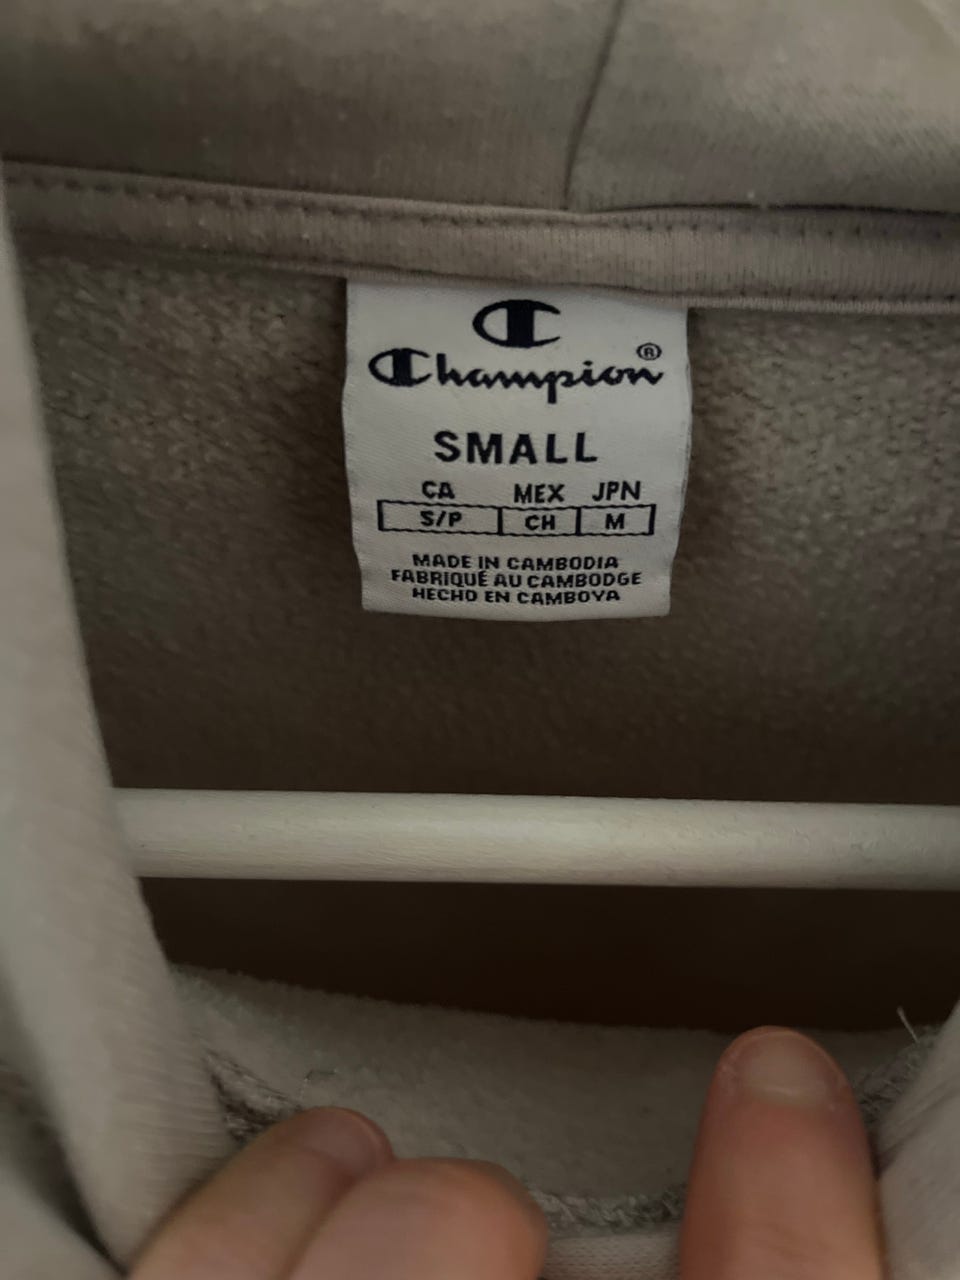 Champion®
SMALL
CA MEX JPN
S/P CH M
MADE IN CAMBODIA
FABRIQUÉ AU CAMBODGE
HECHO EN CAMBOYA